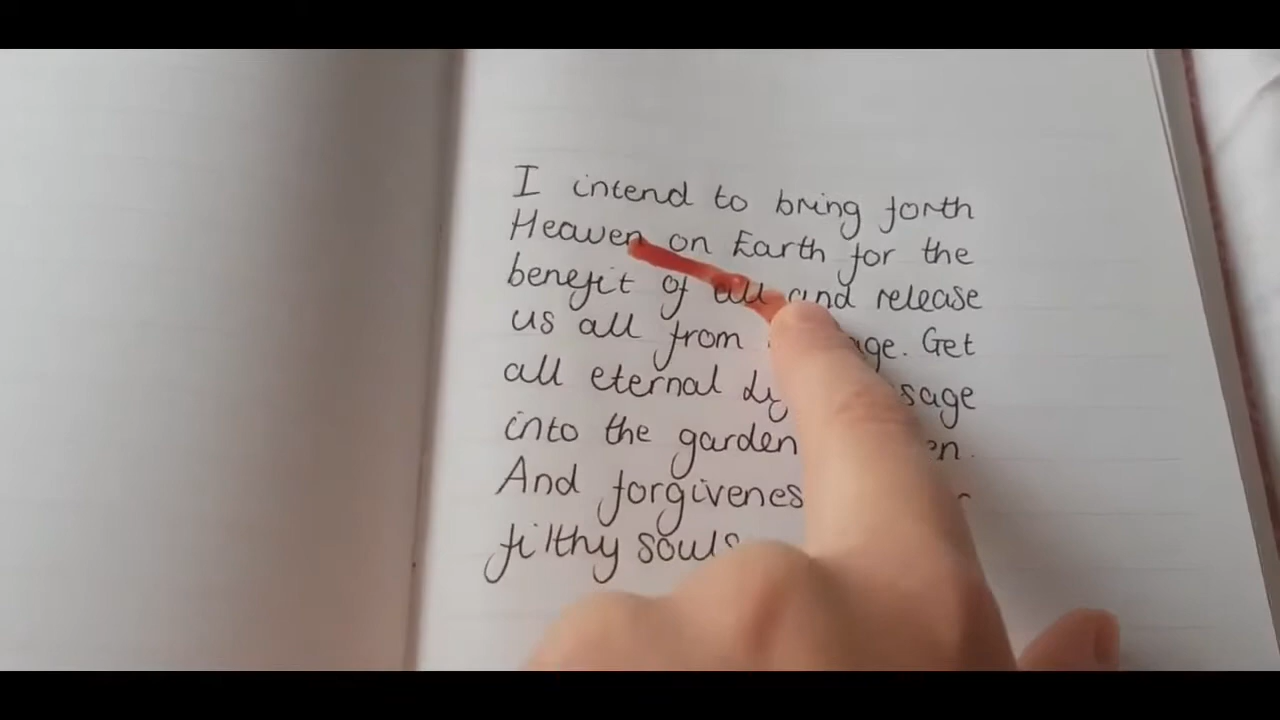 I intend to bring forth
Heaven on Earth for the
benefit of all and release
us all from Get
all eternal
into the garden
And forgivenes
filthy souls